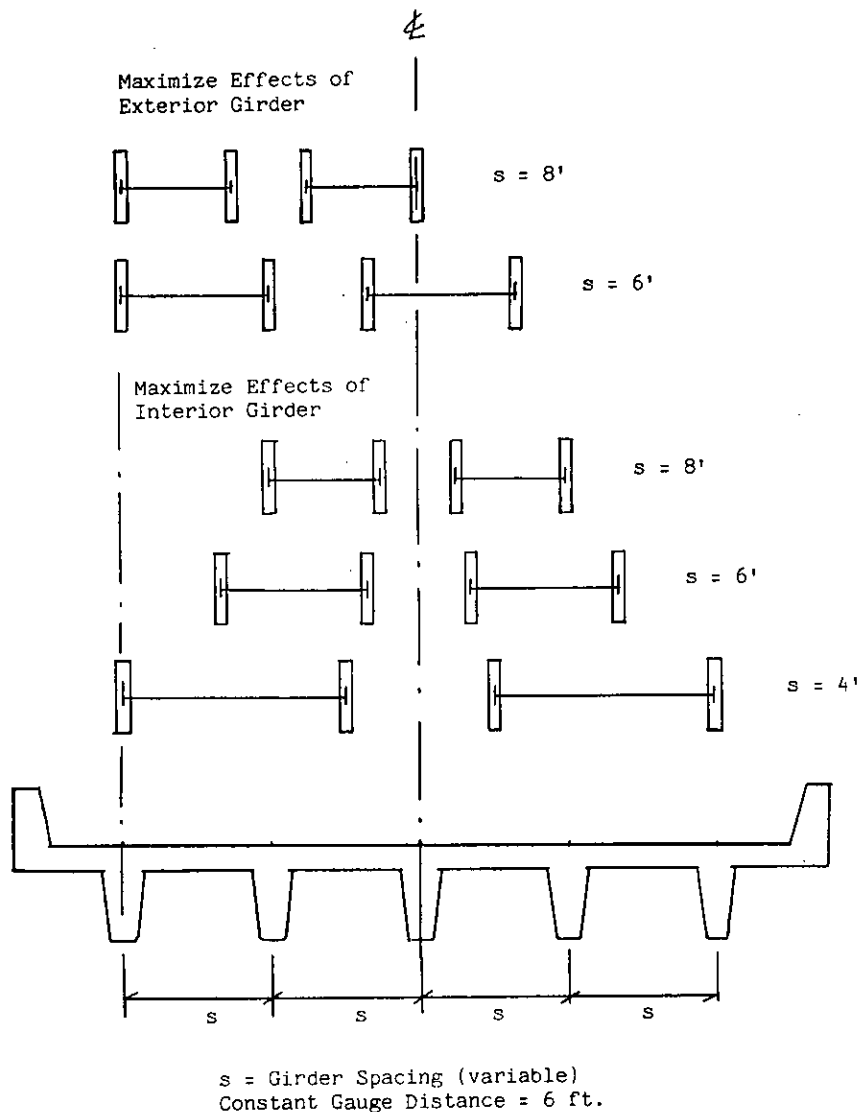 ℄
Maximize Effects of
Exterior Girder
s = 8'
s = 6'
Maximize Effects of
Interior Girder
s = 8'
s = 6'
s = 4'
s s s s
s = Girder Spacing (variable)
Constant Gauge Distance = 6 ft.